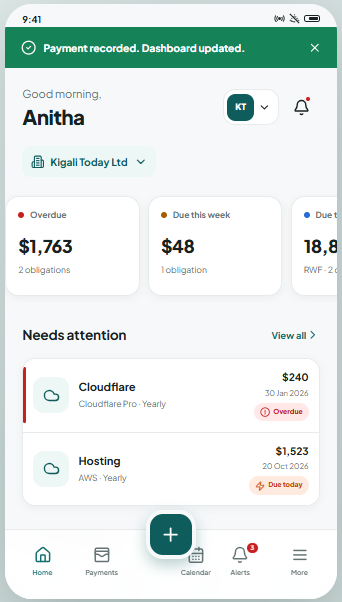 9:41
Payment recorded. Dashboard updated.
Good morning,
Anitha
KT
Kigali Today Ltd
Overdue
$1,763
2 obligations
Due this week
$48
1 obligation
Due t
18,8
RWF · 2 o
Needs attention
View all
Cloudflare
Cloudflare Pro · Yearly
$240
30 Jan 2026
Overdue
Hosting
AWS · Yearly
$1,523
20 Oct 2026
Due today
Home
Payments
Calendar
3
Alerts
More